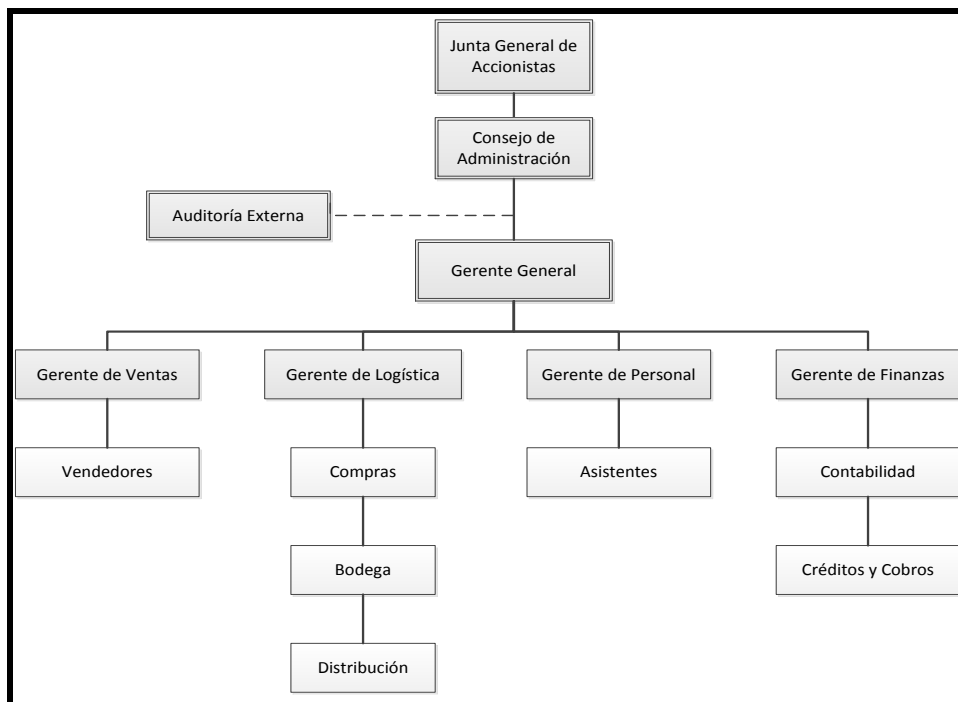 Junta General de
Accionistas
Consejo de
Administración
Auditoría Externa
Gerente General
Gerente de Ventas
Gerente de Logística
Gerente de Personal
Gerente de Finanzas
Vendedores
Compras
Asistentes
Contabilidad
Bodega
Créditos y Cobros
Distribución